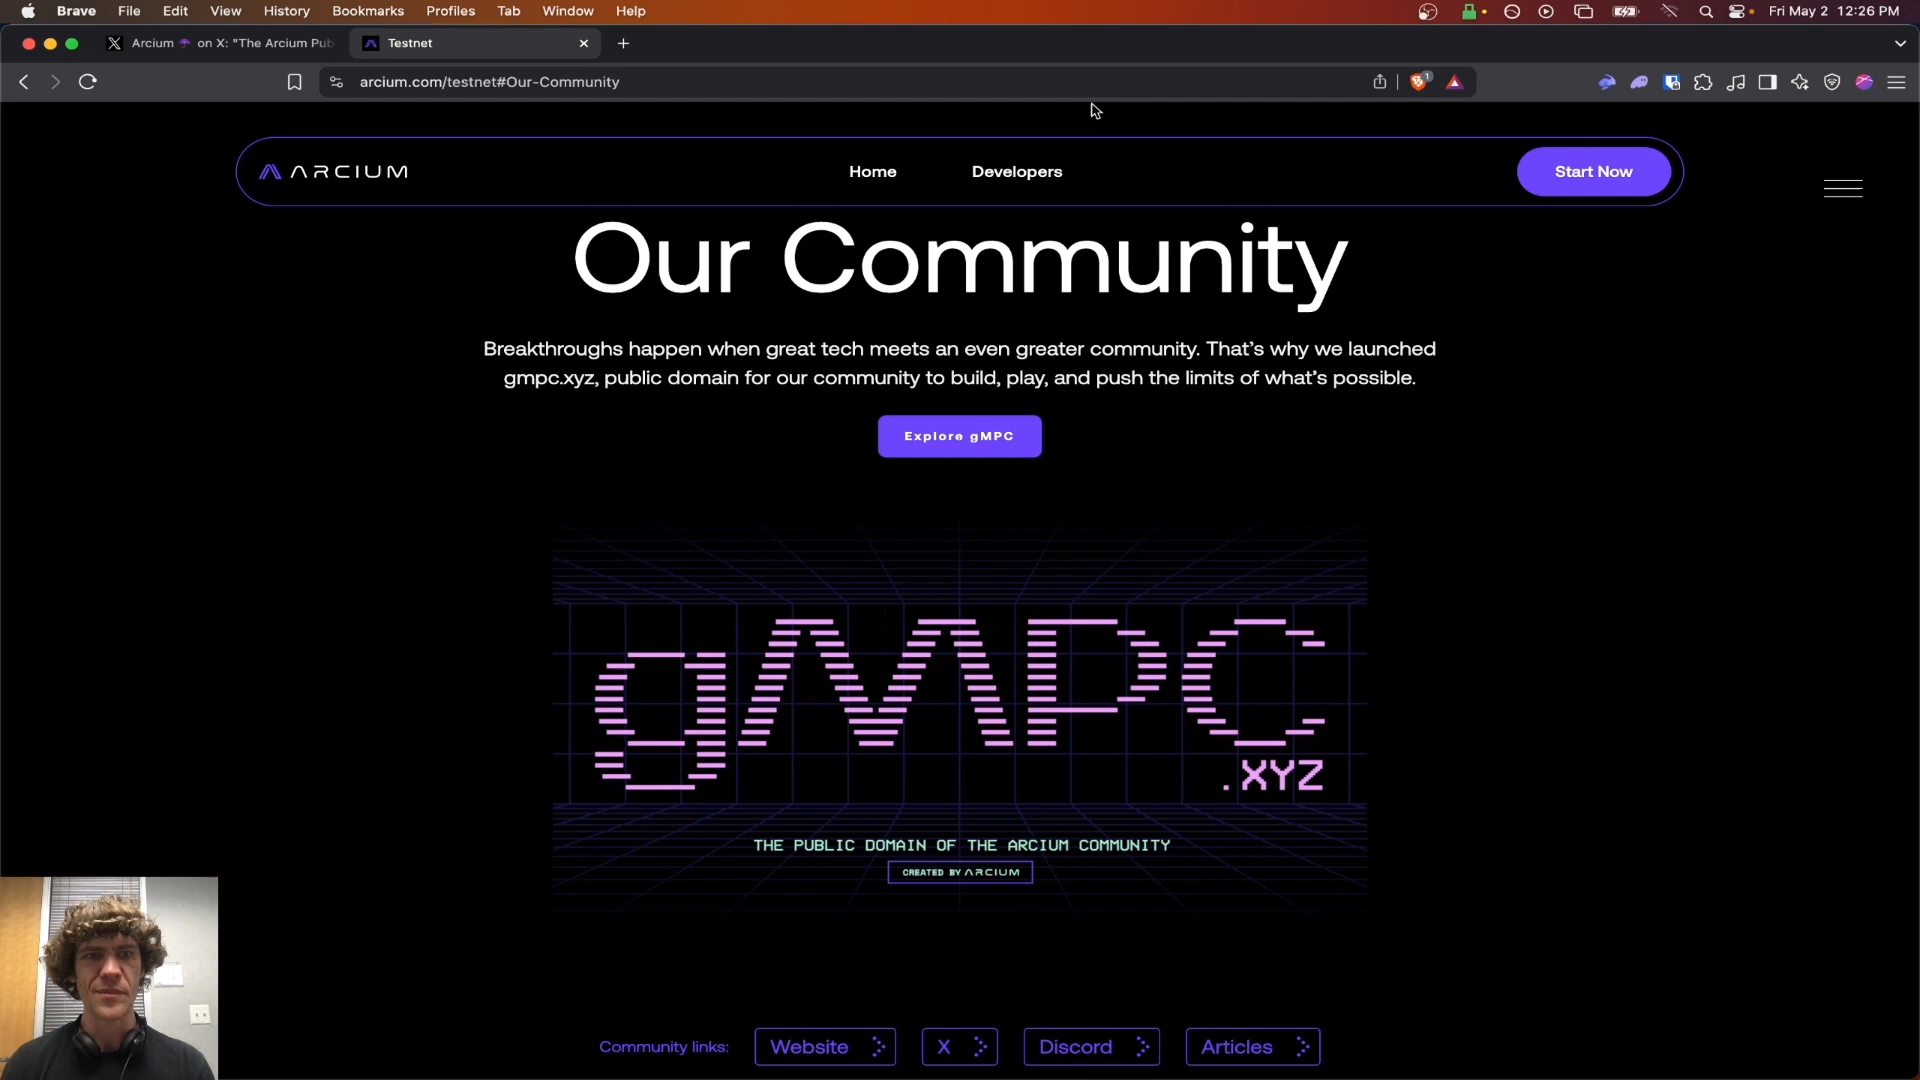 Brave File Edit View History Bookmarks Profiles Tab Window Help Fri May 2 12:26 PM
Arcium on X: "The Arcium Pub Testnet
arcium.com/testnet#Our-Community 1
ARCIUM Home Developers Start Now
Our Community
Breakthroughs happen when great tech meets an even greater community. That's why we launched
gmpc.xyz, public domain for our community to build, play, and push the limits of what's possible.
Explore gMPC
gMPC
.XYZ
THE PUBLIC DOMAIN OF THE ARCIUM COMMUNITY
CREATED BY ARCIUM
Community links: Website X Discord Articles